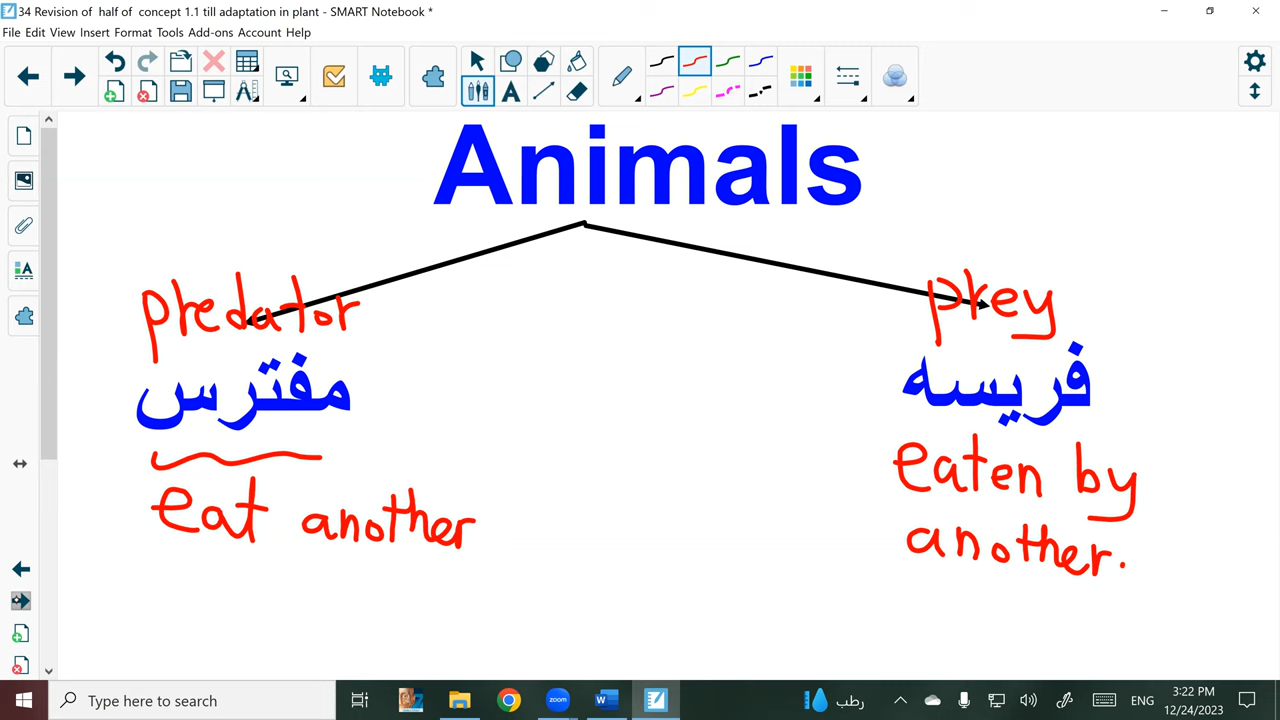 34 Revision of half of concept 1.1 till adaptation in plant - SMART Notebook *
File Edit View Insert Format Tools Add-ons Account Help
Animals
predator
prey
مفترس
فريسه
eat another
eaten by
another.
Type here to search
رطب
ENG
3:22 PM
12/24/2023